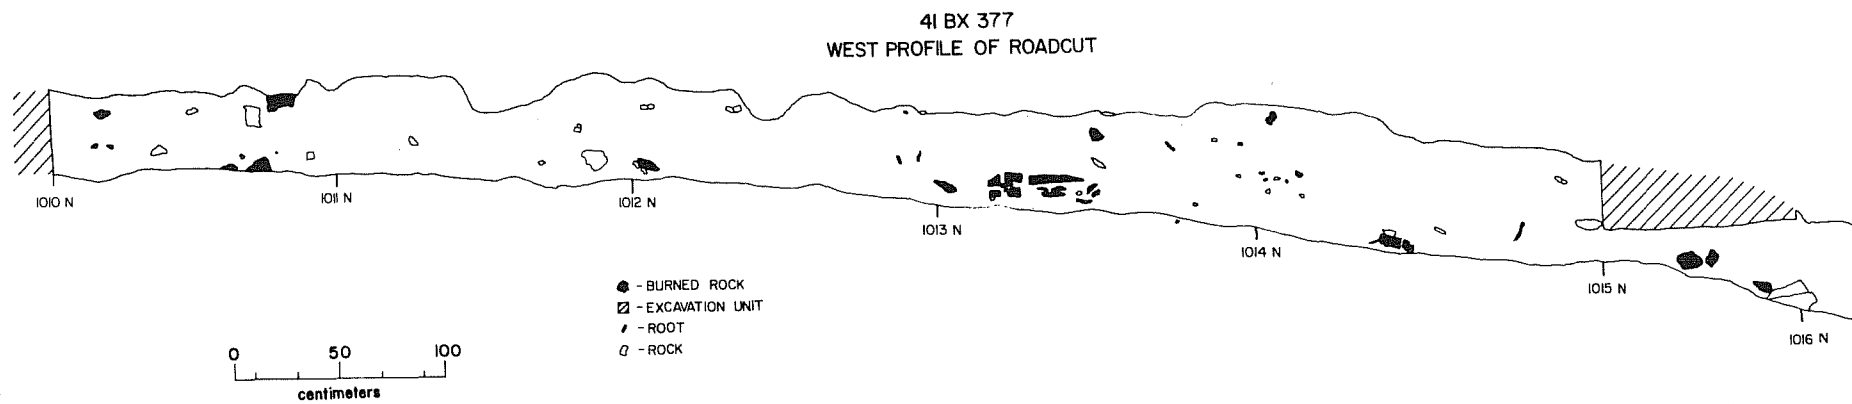 41 BX 377
WEST PROFILE OF ROADCUT
1010 N
1011 N
1012 N
1013 N
1014 N
1015 N
1016 N
- BURNED ROCK
- EXCAVATION UNIT
- ROOT
- ROCK
0 50 100
centimeters